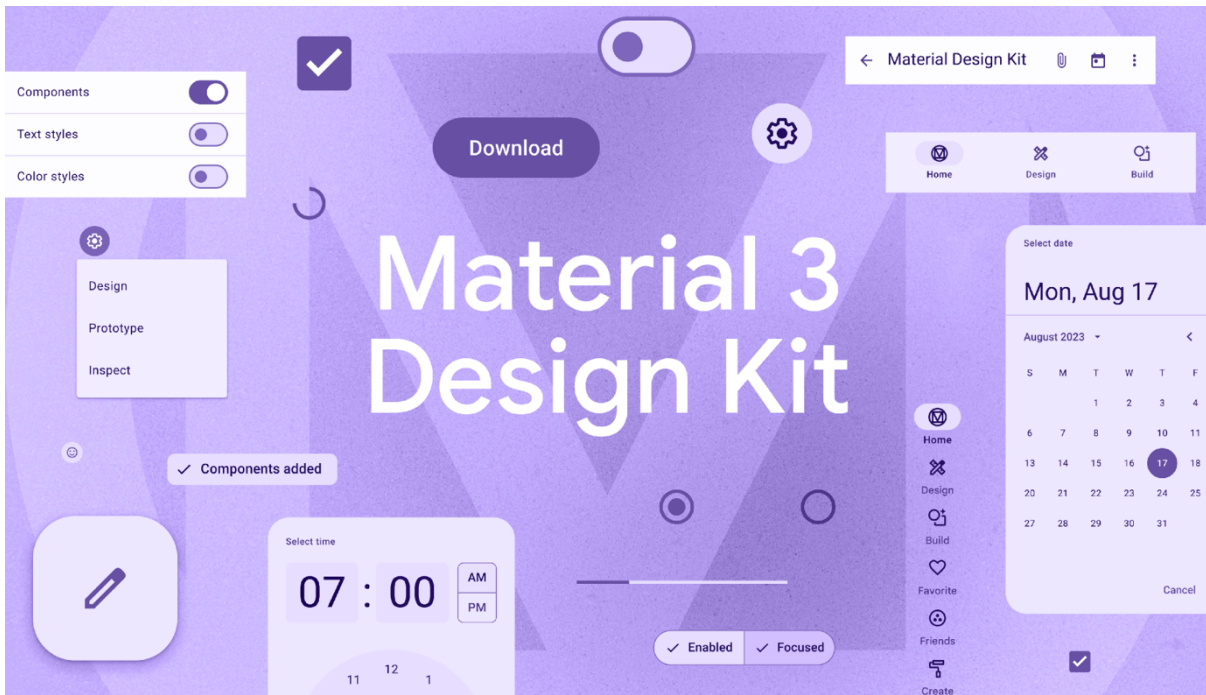 Components
Text styles
Color styles
Download
Material Design Kit
Home Design Build
Design
Prototype
Inspect
Material 3
Design Kit
Select date
Mon, Aug 17
August 2023
S M T W T F
1 2 3 4
6 7 8 9 10 11
13 14 15 16 17 18
20 21 22 23 24 25
27 28 29 30 31
Cancel
Components added
Select time
07 : 00 AM
PM
11 12 1
Enabled Focused
Home
Design
Build
Favorite
Friends
Create